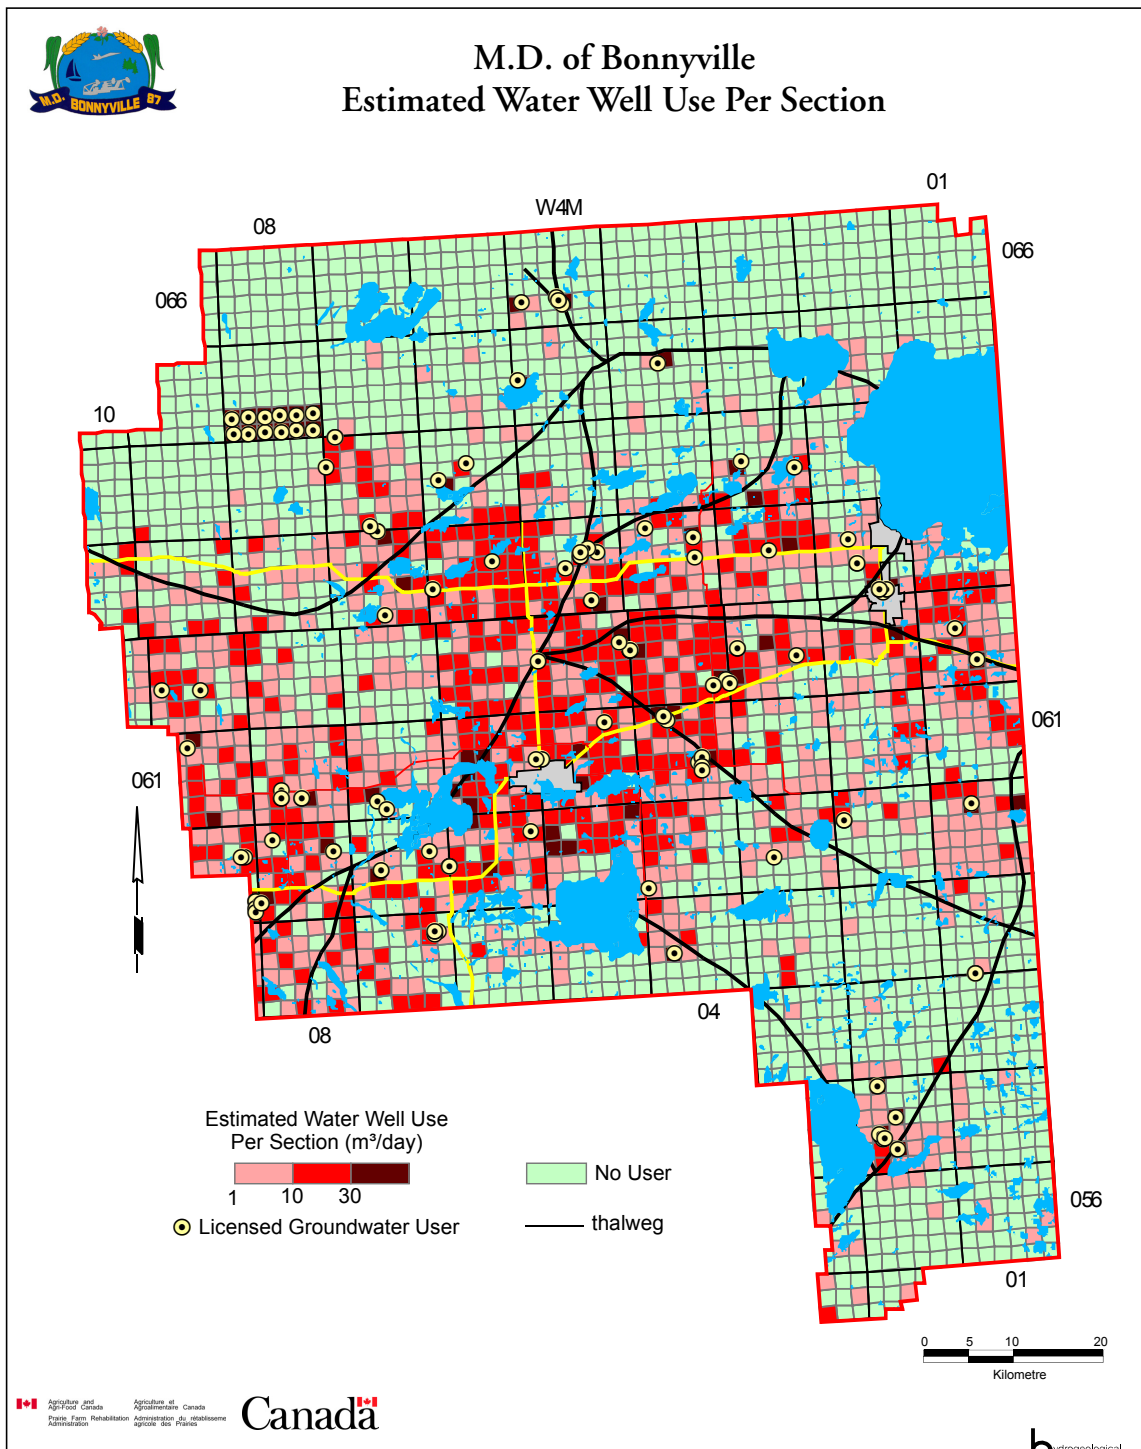 M.D. BONNYVILLE 87
M.D. of Bonnyville
Estimated Water Well Use Per Section
01
W4M
08
066
066
10
061
061
04
08
056
01
Estimated Water Well Use
Per Section (m³/day)
1 10 30
No User
Licensed Groundwater User
thalweg
0 5 10 20
Kilometre
Agriculture and Agri-Food Canada
Agriculture et Agroalimentaire Canada
Prairie Farm Rehabilitation Administration
Administration du rétablisseme agricole des Prairies
Canada
hydrogeological